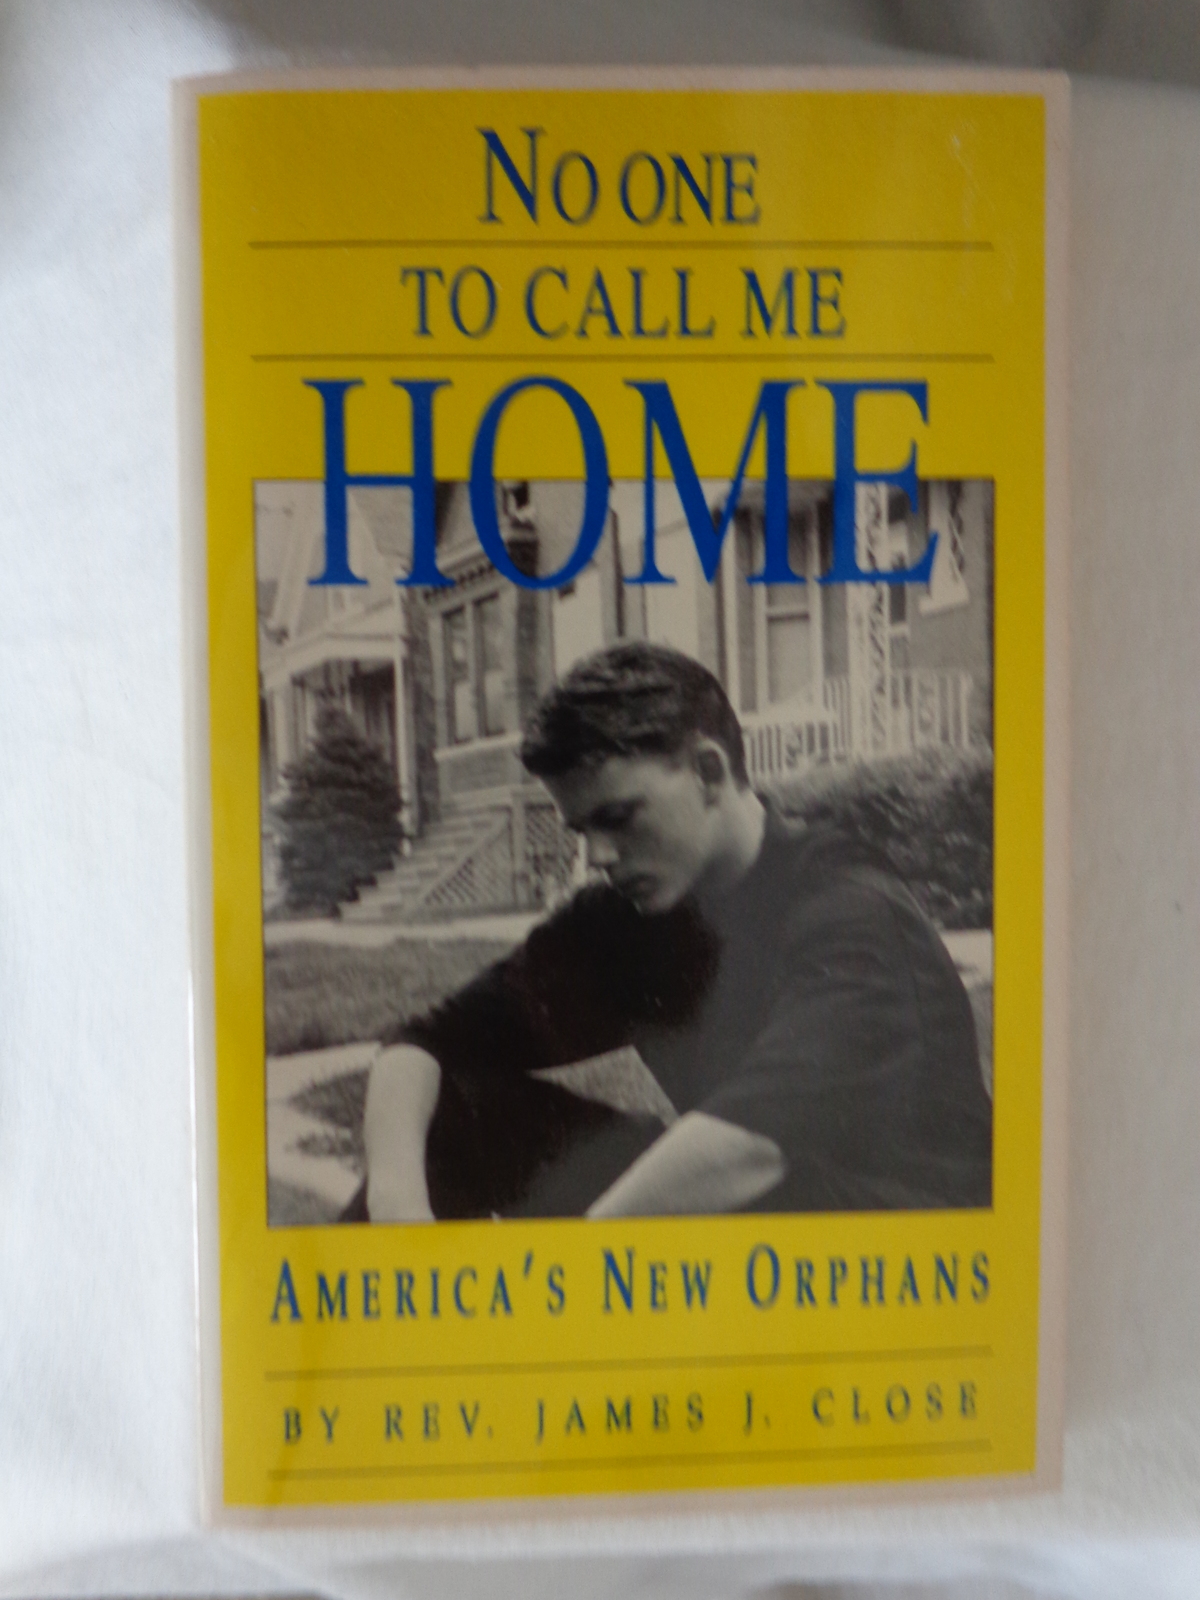 NO ONE
TO CALL ME
HOME
AMERICA'S NEW ORPHANS
BY REV. JAMES J. CLOSE